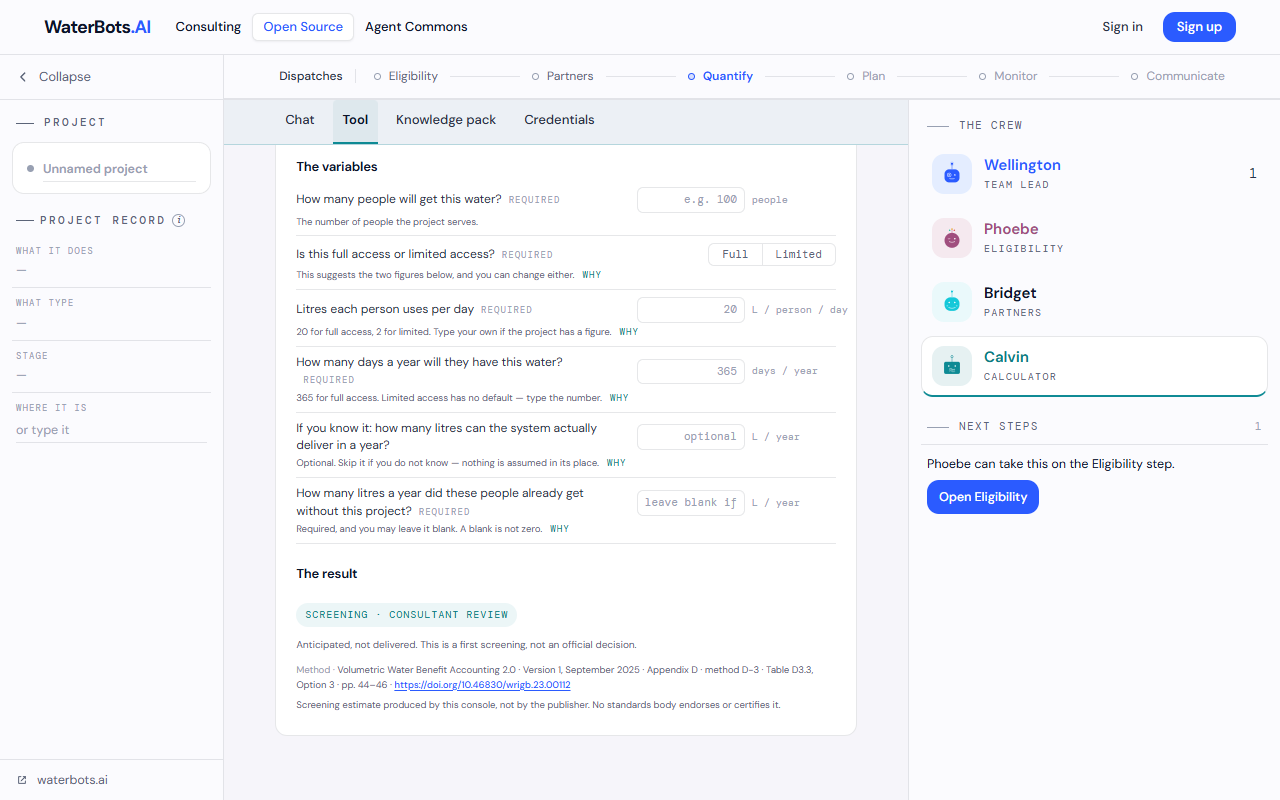 WaterBots.AI
Consulting
Open Source
Agent Commons
Sign in
Sign up
Collapse
Dispatches
Eligibility
Partners
Quantify
Plan
Monitor
Communicate
PROJECT
Unnamed project
PROJECT RECORD
WHAT IT DOES
—
WHAT TYPE
—
STAGE
—
WHERE IT IS
or type it
waterbots.ai
Chat
Tool
Knowledge pack
Credentials
The variables
How many people will get this water? REQUIRED
e.g. 100 people
The number of people the project serves.
Is this full access or limited access? REQUIRED
Full Limited
This suggests the two figures below, and you can change either. WHY
Litres each person uses per day REQUIRED
20 L / person / day
20 for full access, 2 for limited. Type your own if the project has a figure. WHY
How many days a year will they have this water?
REQUIRED
365 days / year
365 for full access. Limited access has no default — type the number. WHY
If you know it: how many litres can the system actually
deliver in a year?
optional L / year
Optional. Skip it if you do not know — nothing is assumed in its place. WHY
How many litres a year did these people already get
without this project? REQUIRED
leave blank if L / year
Required, and you may leave it blank. A blank is not zero. WHY
The result
SCREENING · CONSULTANT REVIEW
Anticipated, not delivered. This is a first screening, not an official decision.
Method · Volumetric Water Benefit Accounting 2.0 · Version 1, September 2025 · Appendix D · method D-3 · Table D3.3,
Option 3 · pp. 44–46 · https://doi.org/10.46830/wrigb.23.00112
Screening estimate produced by this console, not by the publisher. No standards body endorses or certifies it.
THE CREW
Wellington
TEAM LEAD
1
Phoebe
ELIGIBILITY
Bridget
PARTNERS
Calvin
CALCULATOR
NEXT STEPS
1
Phoebe can take this on the Eligibility step.
Open Eligibility